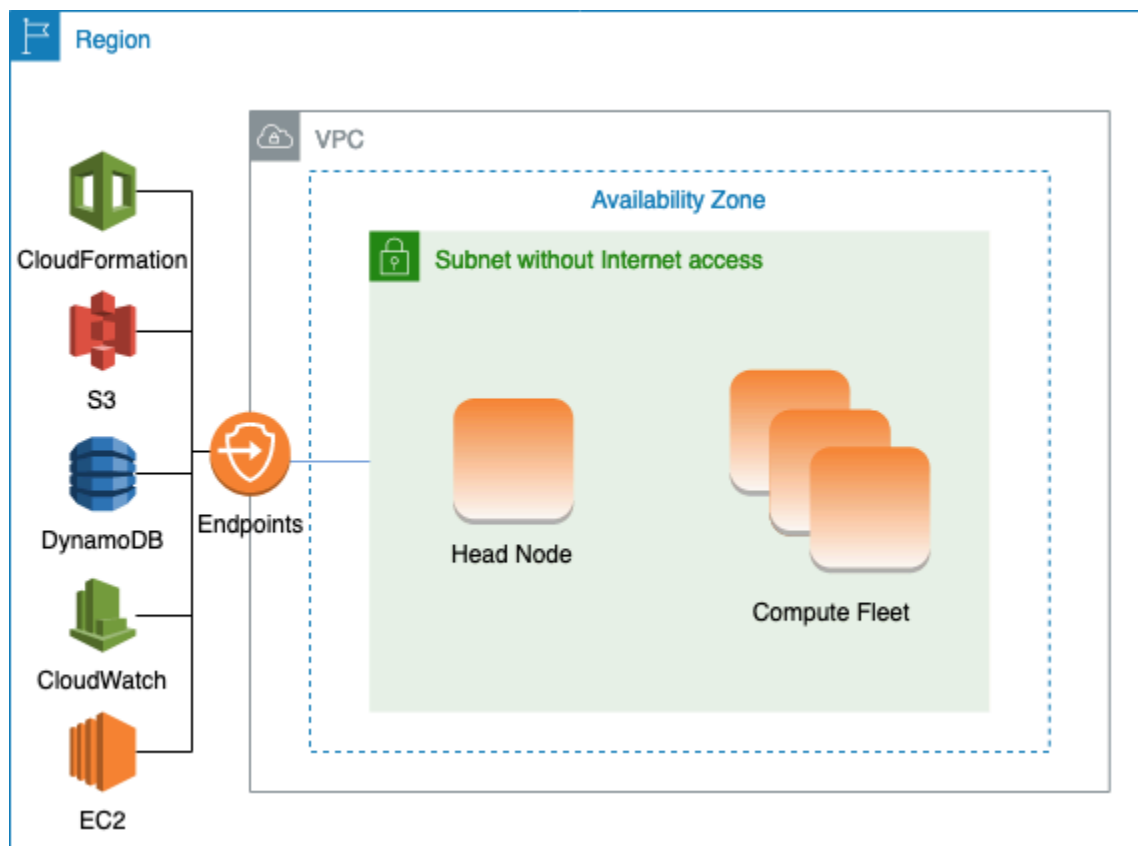 Region
VPC
Availability Zone
Subnet without Internet access
CloudFormation
S3
DynamoDB
CloudWatch
EC2
Endpoints
Head Node
Compute Fleet